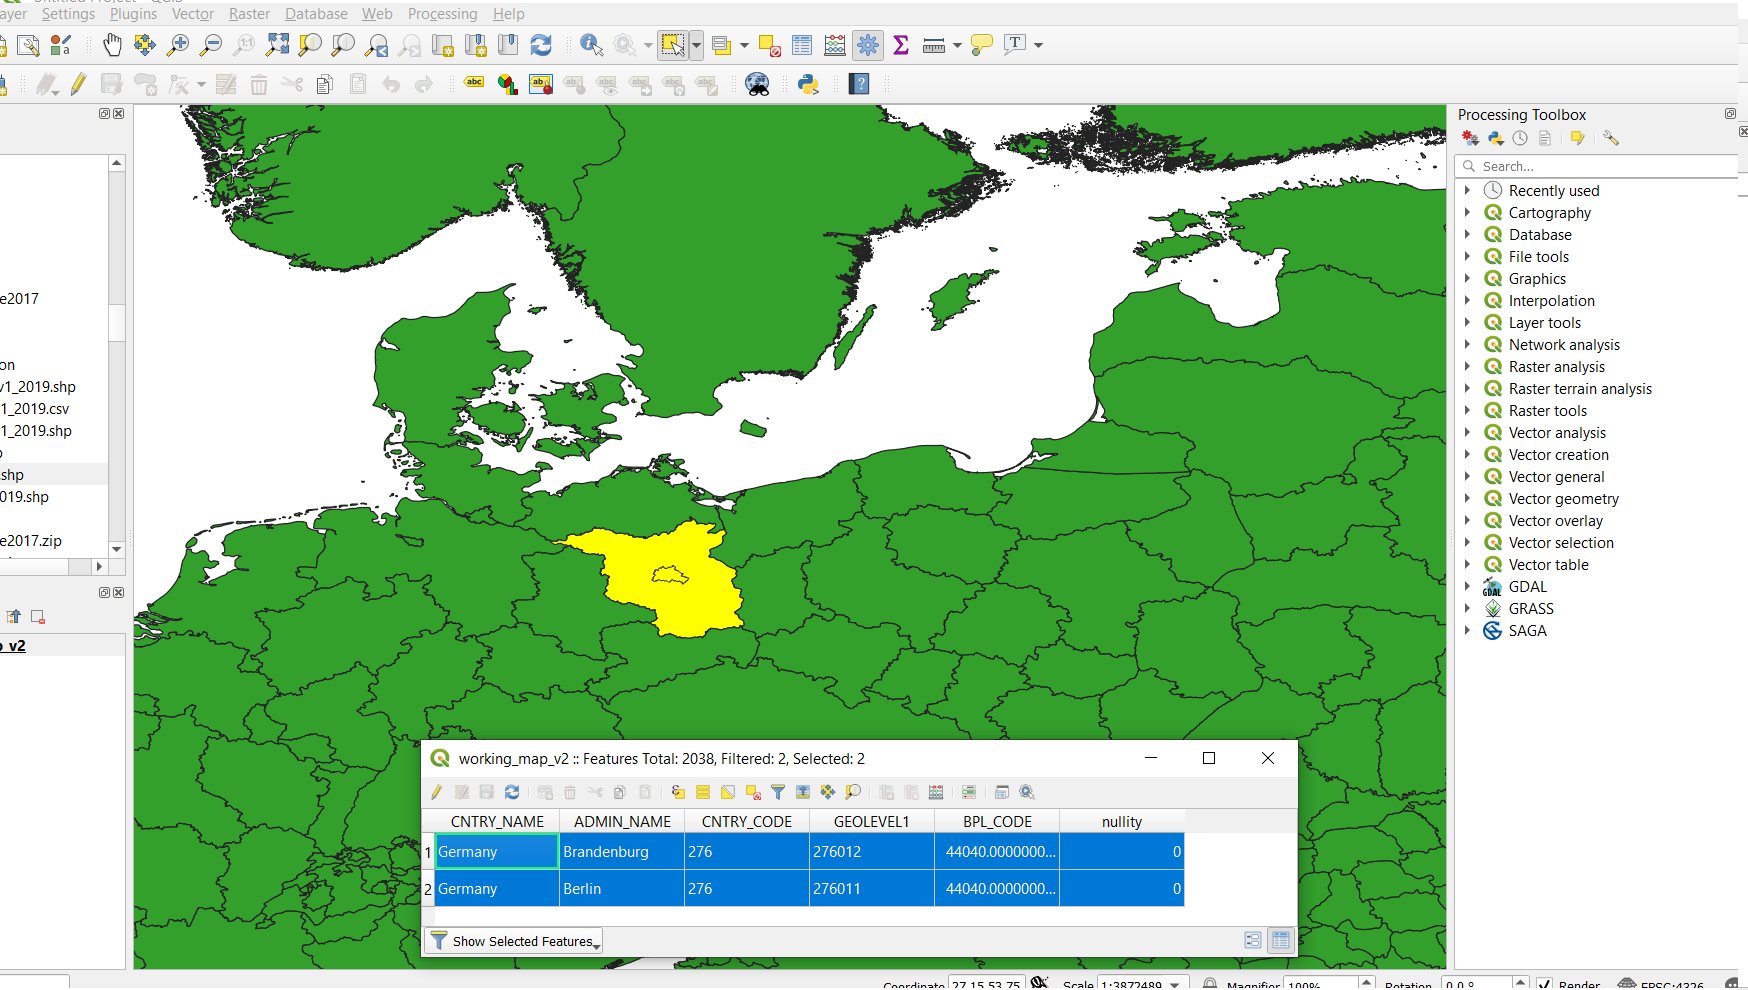 Untitled Project - QGIS
ayer Settings Plugins Vector Raster Database Web Processing Help
e2017
on
v1_2019.shp
1_2019.csv
1_2019.shp
.shp
019.shp
e2017.zip
p_v2
Processing Toolbox
Search...
Recently used
Cartography
Database
File tools
Graphics
Interpolation
Layer tools
Network analysis
Raster analysis
Raster terrain analysis
Raster tools
Vector analysis
Vector creation
Vector general
Vector geometry
Vector overlay
Vector selection
Vector table
GDAL
GRASS
SAGA
working_map_v2 :: Features Total: 2038, Filtered: 2, Selected: 2
CNTRY_NAME ADMIN_NAME CNTRY_CODE GEOLEVEL1 BPL_CODE nullity
1 Germany Brandenburg 276 276012 44040.0000000... 0
2 Germany Berlin 276 276011 44040.0000000... 0
Show Selected Features
Coordinate 27.15,53.75 Scale 1:3872489 Magnifier 100% Rotation 0.0 ° Render EPSG:4326